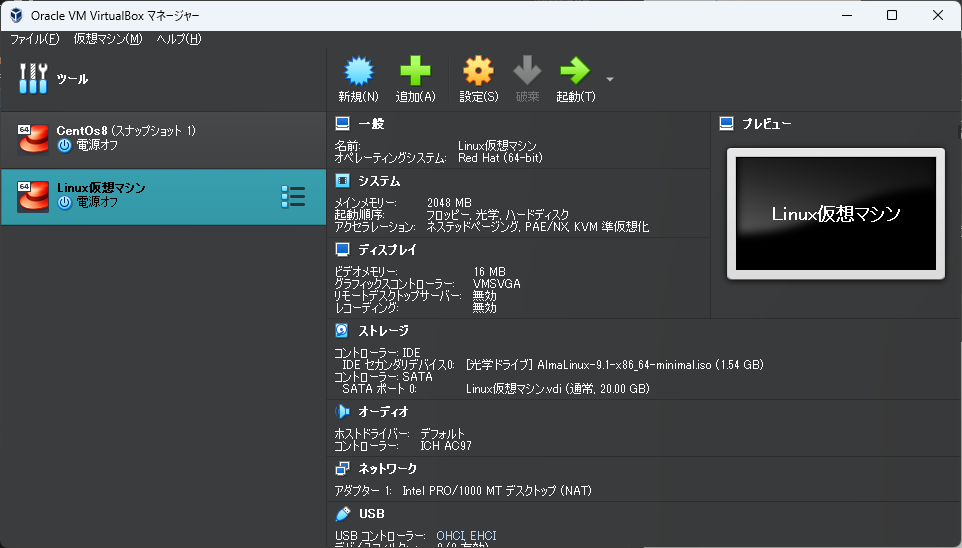 Oracle VM VirtualBox マネージャー
ファイル(F) 仮想マシン(M) ヘルプ(H)
ツール
新規(N) 追加(A) 設定(S) 破棄 起動(T)
64
CentOs8 (スナップショット 1)
電源オフ
64
Linux仮想マシン
電源オフ
一般
名前: Linux仮想マシン
オペレーティングシステム: Red Hat (64-bit)
システム
メインメモリー: 2048 MB
起動順序: フロッピー, 光学, ハードディスク
アクセラレーション: ネステッドページング, PAE/NX, KVM 準仮想化
ディスプレイ
ビデオメモリー: 16 MB
グラフィックスコントローラー: VMSVGA
リモートデスクトップサーバー: 無効
レコーディング: 無効
プレビュー
Linux仮想マシン
ストレージ
コントローラー: IDE
IDE セカンダリデバイス0: [光学ドライブ] AlmaLinux-9.1-x86_64-minimal.iso (1.54 GB)
コントローラー: SATA
SATA ポート 0: Linux仮想マシン.vdi (通常, 20.00 GB)
オーディオ
ホストドライバー: デフォルト
コントローラー: ICH AC97
ネットワーク
アダプター 1: Intel PRO/1000 MT デスクトップ (NAT)
USB
USB コントローラー: OHCI, EHCI